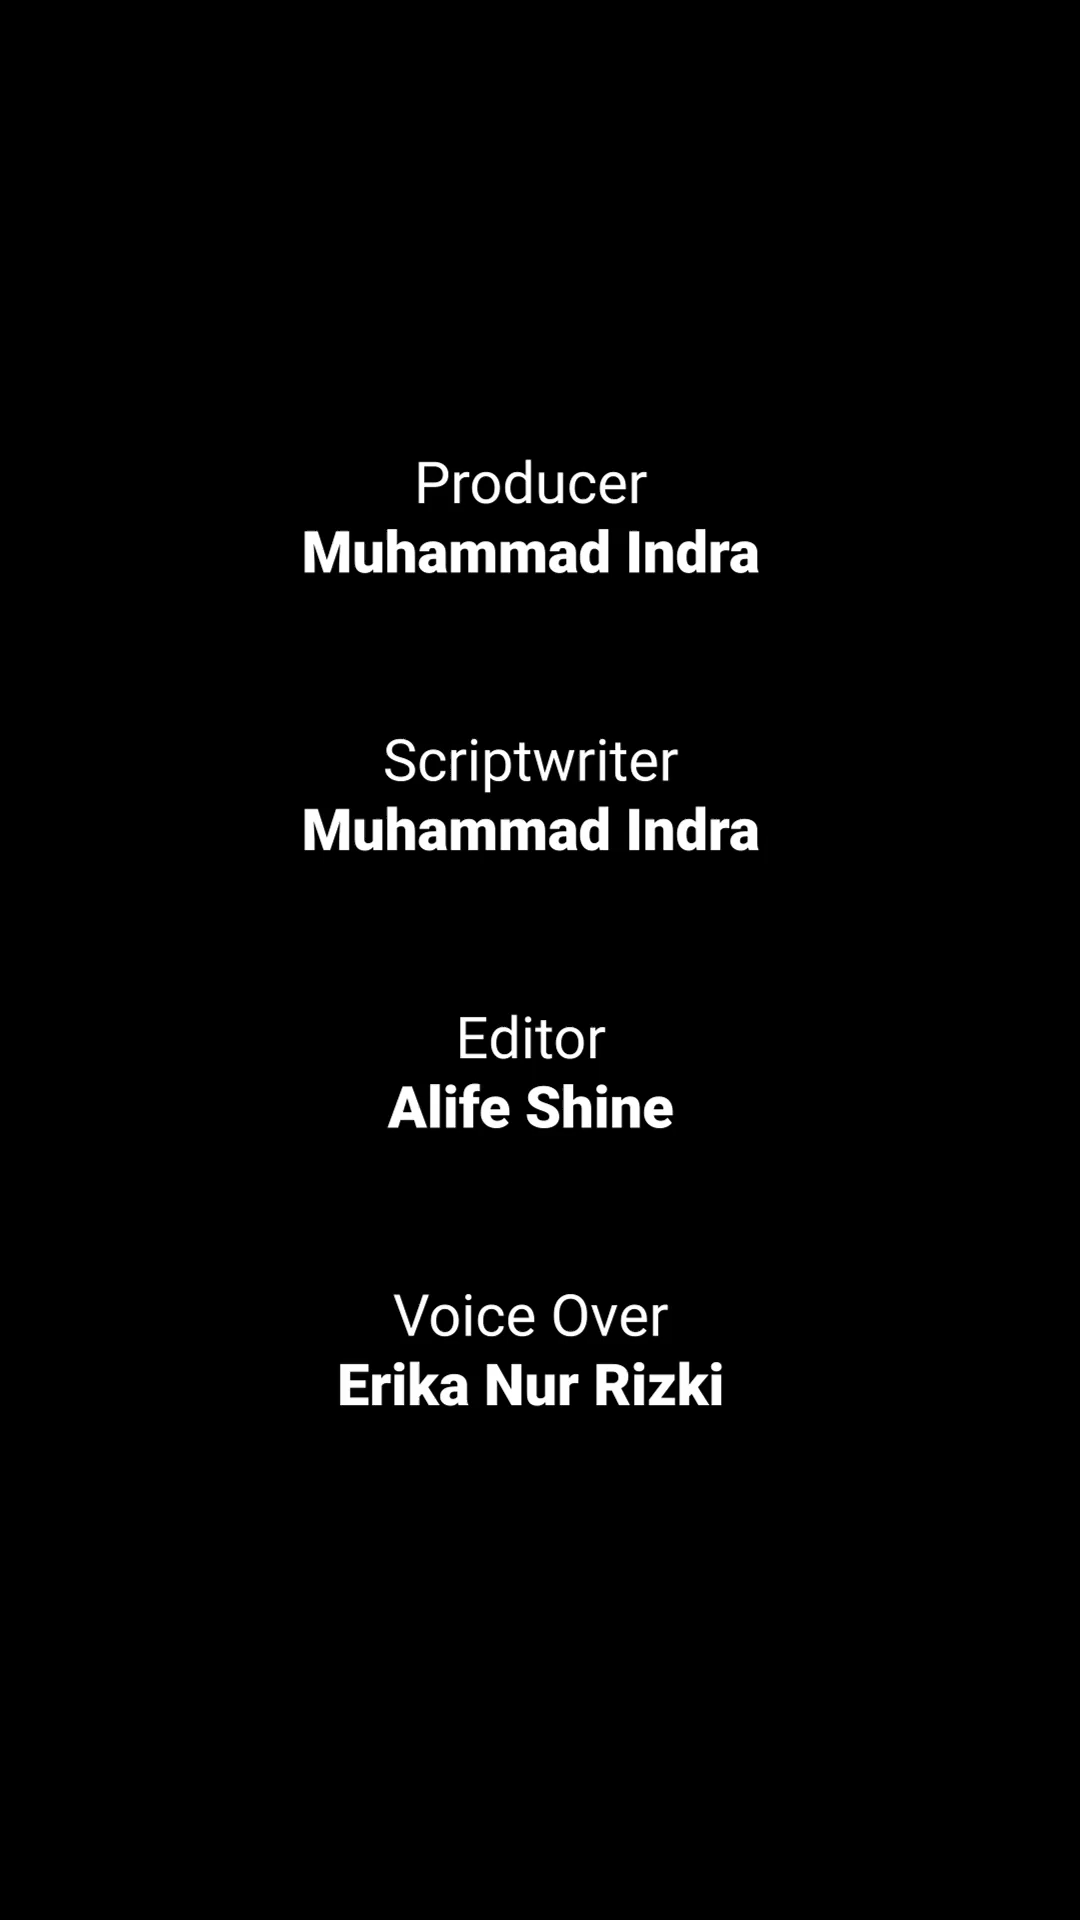 Producer
Muhammad Indra
Scriptwriter
Muhammad Indra
Editor
Alife Shine
Voice Over
Erika Nur Rizki